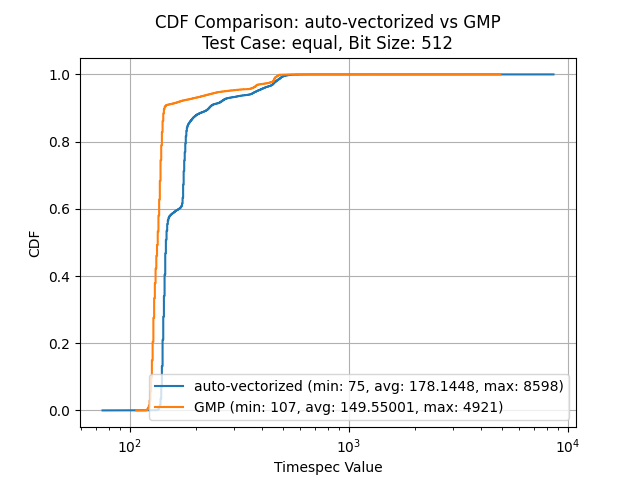 CDF Comparison: auto-vectorized vs GMP
Test Case: equal, Bit Size: 512
CDF
1.0
0.8
0.6
0.4
0.2
0.0
auto-vectorized (min: 75, avg: 178.1448, max: 8598)
GMP (min: 107, avg: 149.55001, max: 4921)
10²
10³
10⁴
Timespec Value